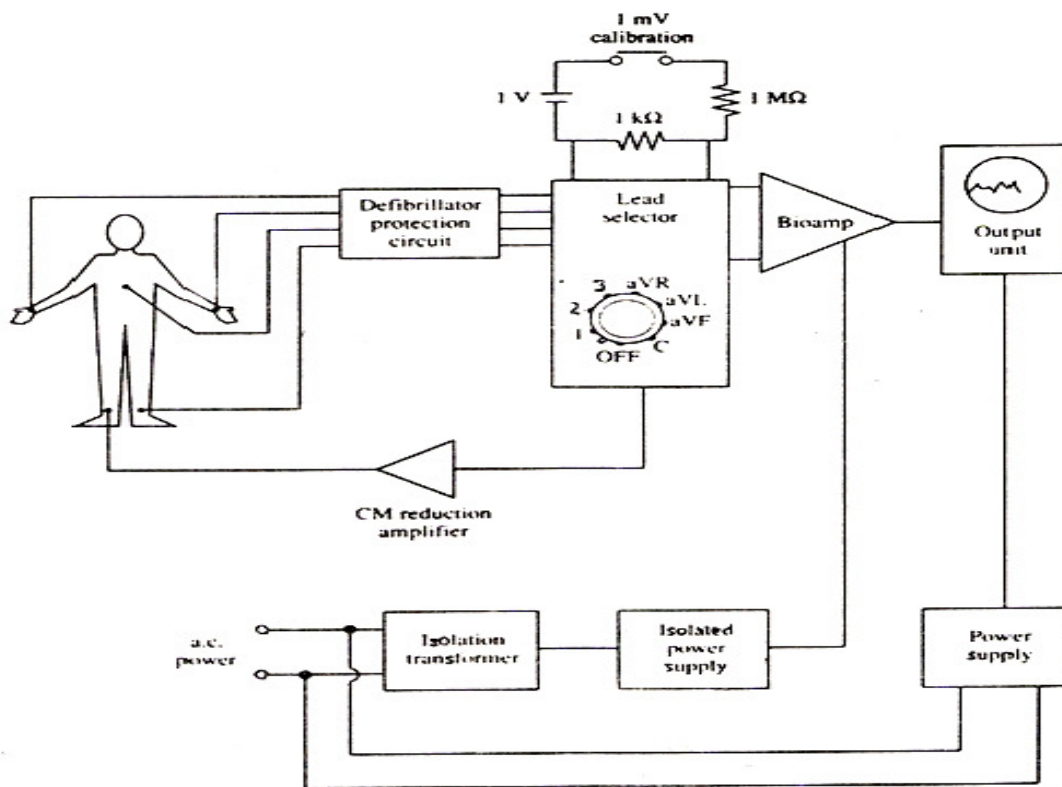 1 mV
calibration
1 V
1 MΩ
1 kΩ
Defibrillator
protection
circuit
Lead
selector
Bioamp
Output
unit
3
aVR
2
aVL
1
aVF
OFF
C
CM reduction
amplifier
a.c.
power
Isolation
transformer
Isolated
power
supply
Power
supply